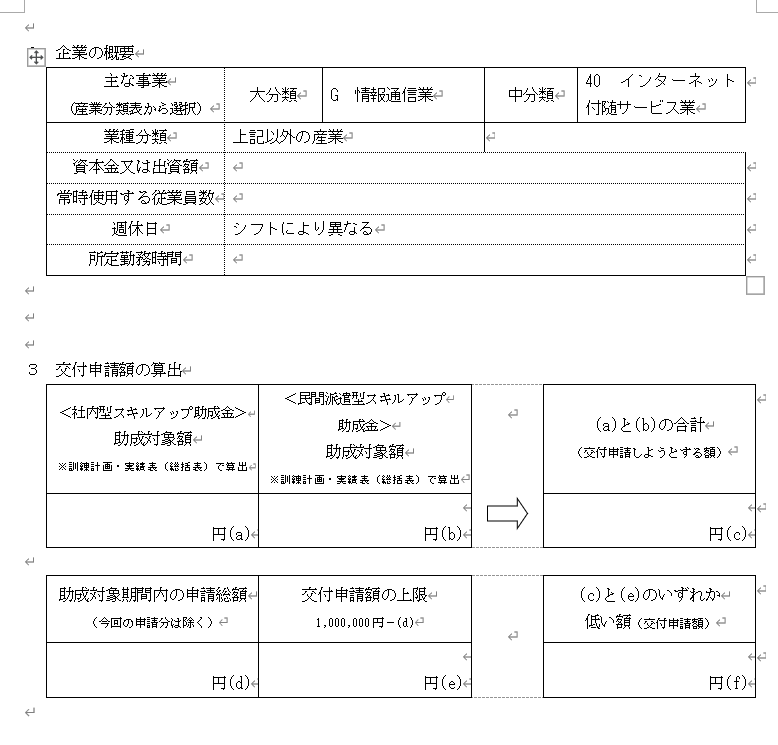 企業の概要
主な事業
(産業分類表から選択)
大分類
G　情報通信業
中分類
40　インターネット
付随サービス業
業種分類
上記以外の産業
資本金又は出資額
常時使用する従業員数
週休日
シフトにより異なる
所定勤務時間
３　交付申請額の算出
＜社内型スキルアップ助成金＞
助成対象額
※訓練計画・実績表（総括表）で算出
＜民間派遣型スキルアップ
助成金＞
助成対象額
※訓練計画・実績表（総括表）で算出
(a)と(b)の合計
（交付申請しようとする額）
円(a)
円(b)
円(c)
助成対象期間内の申請総額
（今回の申請分は除く）
交付申請額の上限
1,000,000円－(d)
(c)と(e)のいずれか
低い額（交付申請額）
円(d)
円(e)
円(f)